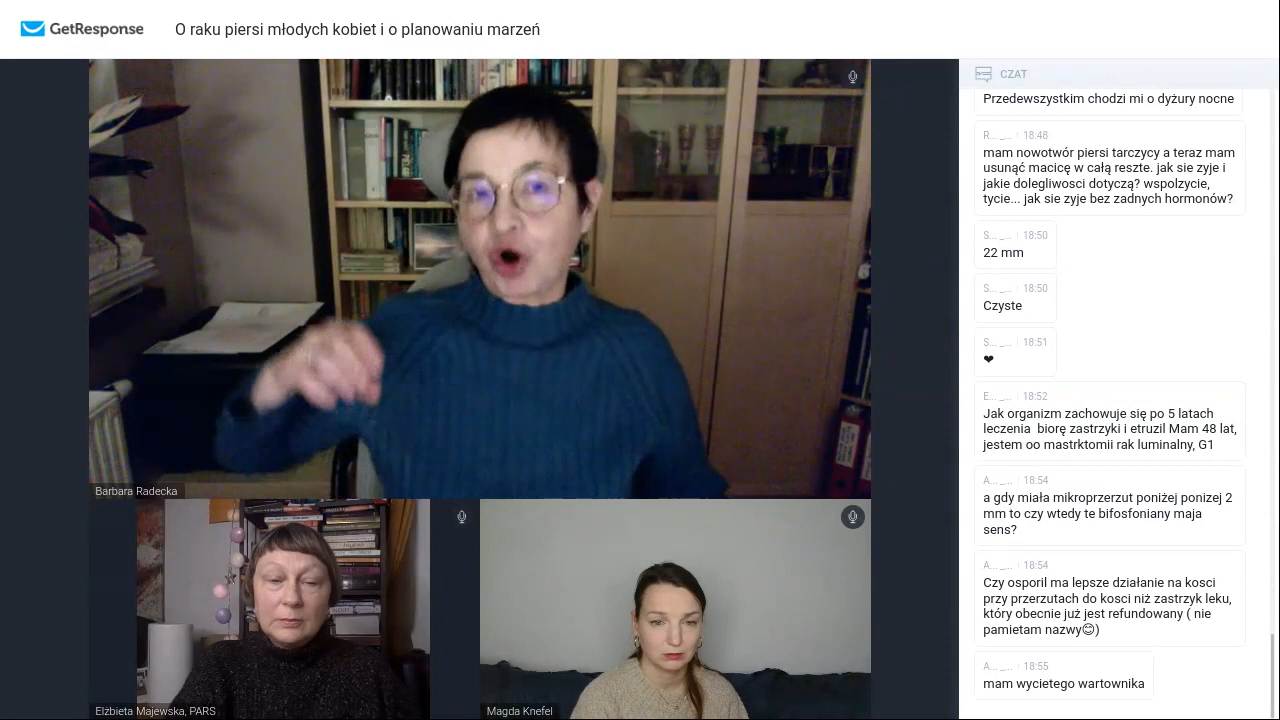 GetResponse
O raku piersi młodych kobiet i o planowaniu marzeń
CZAT
Przedewszystkim chodzi mi o dyżury nocne
R... _... 18:48
mam nowotwór piersi tarczycy a teraz mam
usunąć macicę w całą reszte. jak sie zyje i
jakie dolegliwosci dotyczą? wspolzycie,
tycie... jak sie zyje bez zadnych hormonów?
S... _... 18:50
22 mm
S... _... 18:50
Czyste
S... _... 18:51
❤
E... _... 18:52
Jak organizm zachowuje się po 5 latach
leczenia biorę zastrzyki i etruzil Mam 48 lat,
jestem oo mastrktomii rak luminalny, G1
A... _... 18:54
a gdy miała mikroprzerzut poniżej ponizej 2
mm to czy wtedy te bifosfoniany maja
sens?
A... _... 18:54
Czy osporil ma lepsze działanie na kosci
przy przerzutach do kości niż zastrzyk leku,
który obecnie już jest refundowany ( nie
pamietam nazwy😊)
A... _... 18:55
mam wycietego wartownika
Barbara Radecka
Elżbieta Majewska, PARS
Magda Knefel